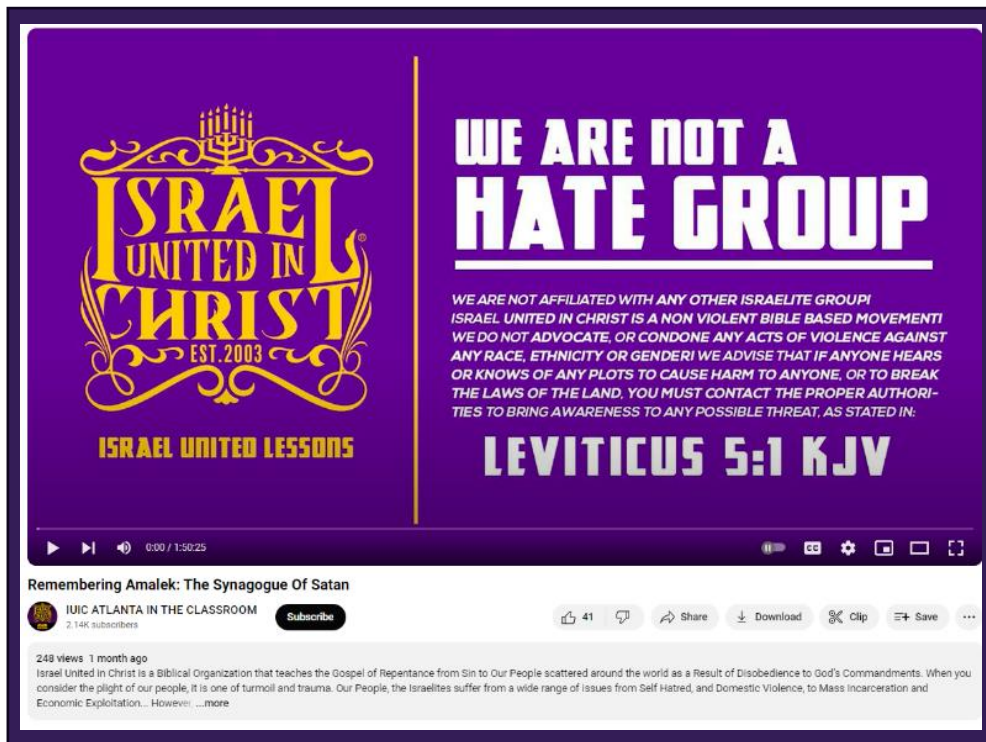 ISRAEL
UNITED IN
CHRIST®
EST.2003
ISRAEL UNITED LESSONS
WE ARE NOT A
HATE GROUP
WE ARE NOT AFFILIATED WITH ANY OTHER ISRAELITE GROUP!
ISRAEL UNITED IN CHRIST IS A NON VIOLENT BIBLE BASED MOVEMENT!
WE DO NOT ADVOCATE, OR CONDONE ANY ACTS OF VIOLENCE AGAINST
ANY RACE, ETHNICITY OR GENDER! WE ADVISE THAT IF ANYONE HEARS
OR KNOWS OF ANY PLOTS TO CAUSE HARM TO ANYONE, OR TO BREAK
THE LAWS OF THE LAND, YOU MUST CONTACT THE PROPER AUTHORI-
TIES TO BRING AWARENESS TO ANY POSSIBLE THREAT, AS STATED IN:
LEVITICUS 5:1 KJV
0:00 / 1:50:25
CC
Remembering Amalek: The Synagogue Of Satan
IUIC ATLANTA IN THE CLASSROOM
2.14K subscribers
Subscribe
41
Share
Download
Clip
Save
248 views 1 month ago
Israel United in Christ is a Biblical Organization that teaches the Gospel of Repentance from Sin to Our People scattered around the world as a Result of Disobedience to God's Commandments. When you
consider the plight of our people, it is one of turmoil and trauma. Our People, the Israelites suffer from a wide range of issues from Self Hatred, and Domestic Violence, to Mass Incarceration and
Economic Exploitation... However, ...more